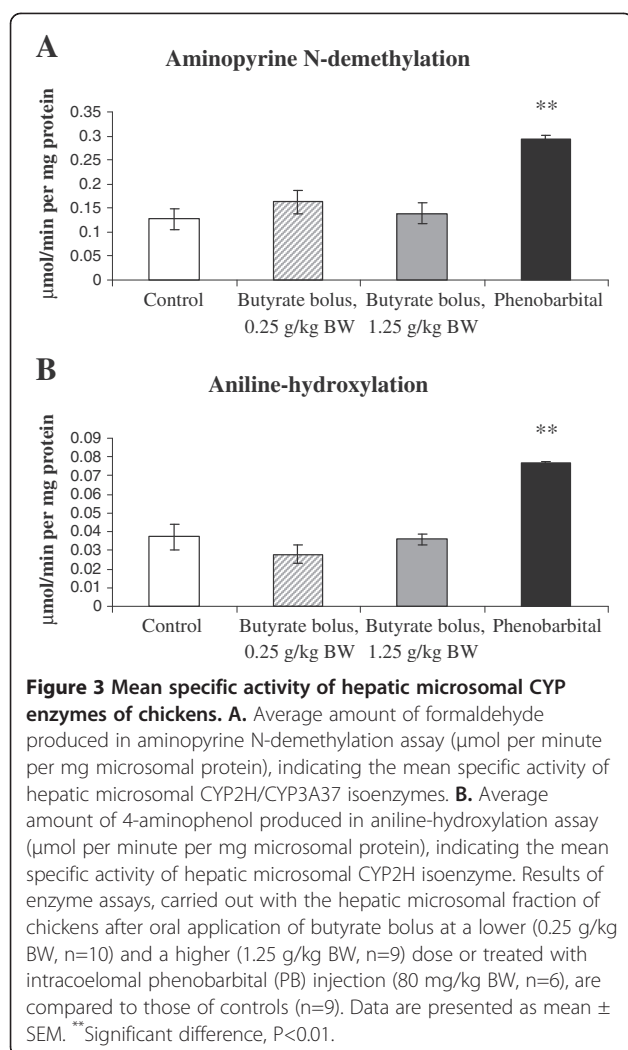 A
Aminopyrine N-demethylation
µmol/min per mg protein
0.35
0.3
0.25
0.2
0.15
0.1
0.05
0
**
Control
Butyrate bolus,
0.25 g/kg BW
Butyrate bolus,
1.25 g/kg BW
Phenobarbital
B
Aniline-hydroxylation
µmol/min per mg protein
0.09
0.08
0.07
0.06
0.05
0.04
0.03
0.02
0.01
0
**
Control
Butyrate bolus,
0.25 g/kg BW
Butyrate bolus,
1.25 g/kg BW
Phenobarbital
Figure 3 Mean specific activity of hepatic microsomal CYP
enzymes of chickens. A. Average amount of formaldehyde
produced in aminopyrine N-demethylation assay (µmol per minute
per mg microsomal protein), indicating the mean specific activity of
hepatic microsomal CYP2H/CYP3A37 isoenzymes. B. Average
amount of 4-aminophenol produced in aniline-hydroxylation assay
(µmol per minute per mg microsomal protein), indicating the mean
specific activity of hepatic microsomal CYP2H isoenzyme. Results of
enzyme assays, carried out with the hepatic microsomal fraction of
chickens after oral application of butyrate bolus at a lower (0.25 g/kg
BW, n=10) and a higher (1.25 g/kg BW, n=9) dose or treated with
intracoelomal phenobarbital (PB) injection (80 mg/kg BW, n=6), are
compared to those of controls (n=9). Data are presented as mean ±
SEM. **Significant difference, P<0.01.